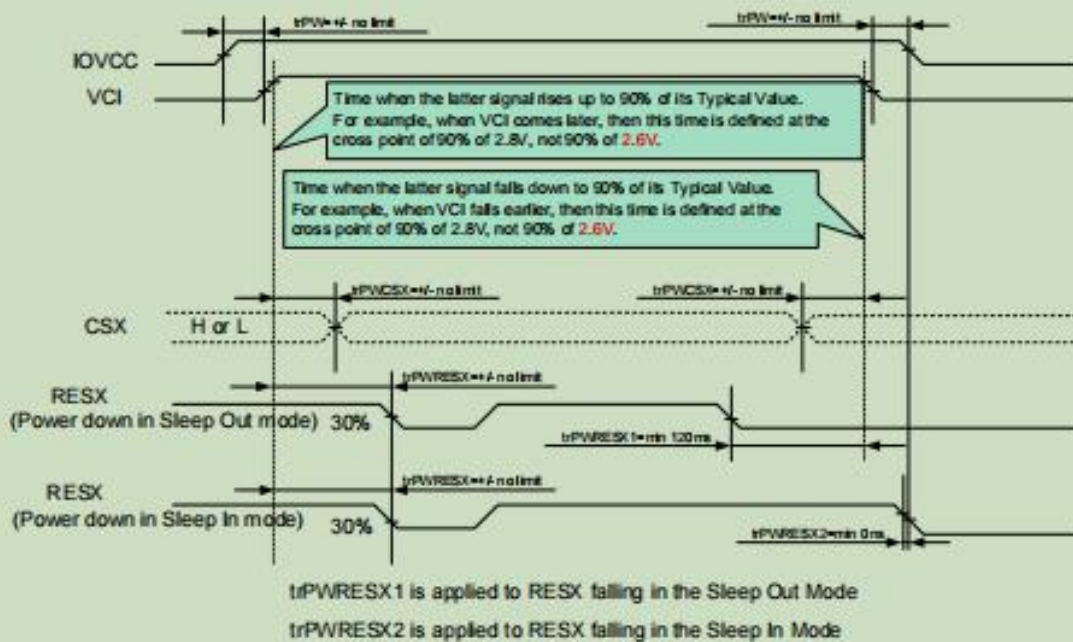 trPW=+/- no limit
trPW=+/- no limit
IOVCC
VCI
Time when the latter signal rises up to 90% of its Typical Value.
For example, when VCI comes later, then this time is defined at the
cross point of 90% of 2.8V, not 90% of 2.6V.
Time when the latter signal falls down to 90% of its Typical Value.
For example, when VCI falls earlier, then this time is defined at the
cross point of 90% of 2.8V, not 90% of 2.6V.
trPWCSX=+/- no limit
trPWCSX=+/- no limit
CSX
H or L
trPWRESX=+/- no limit
RESX
(Power down in Sleep Out mode)
30%
trPWRESX1=min 120ms
trPWRESX=+/- no limit
RESX
(Power down in Sleep In mode)
30%
trPWRESX2=min 0ns
trPWRESX1 is applied to RESX falling in the Sleep Out Mode
trPWRESX2 is applied to RESX falling in the Sleep In Mode